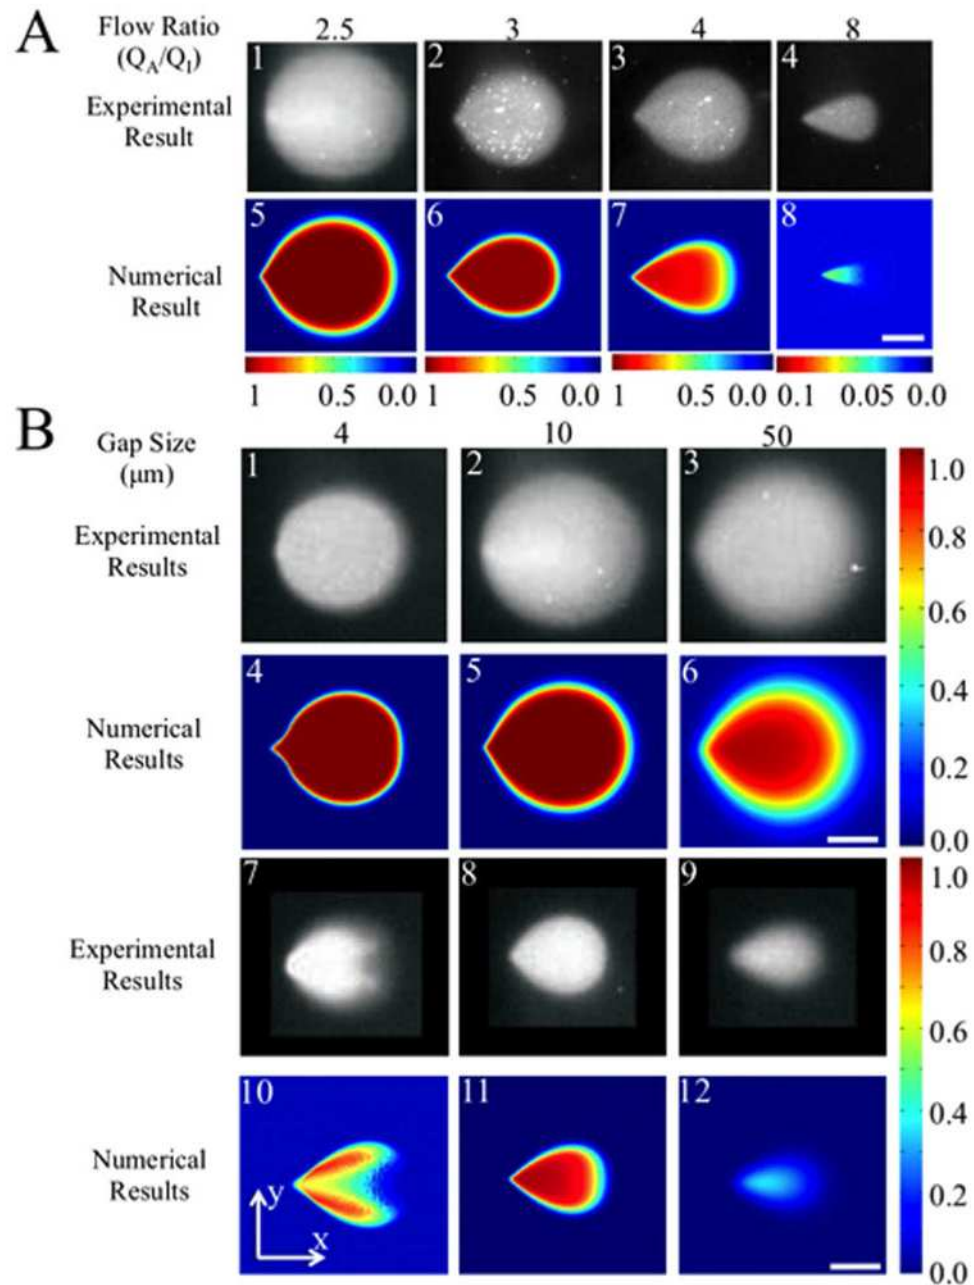 A
Flow Ratio
(Q_A/Q_I)
2.5 3 4 8
Experimental
Result
1 2 3 4
Numerical
Result
5 6 7 8
1 0.5 0.0 1 0.5 0.0 1 0.5 0.0 0.1 0.05 0.0
B
Gap Size
(μm)
4 10 50
Experimental
Results
1 2 3
Numerical
Results
4 5 6
1.0
0.8
0.6
0.4
0.2
0.0
Experimental
Results
7 8 9
Numerical
Results
10 11 12
y
x
1.0
0.8
0.6
0.4
0.2
0.0